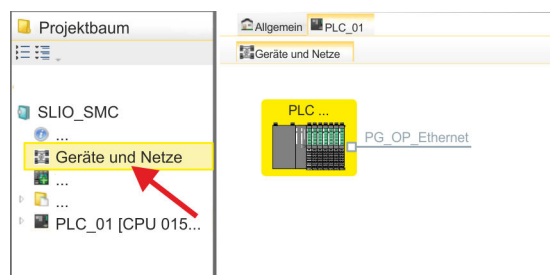 Projektbaum
SLIO_SMC
...
Geräte und Netze
...
...
PLC_01 [CPU 015...
Allgemein PLC_01
Geräte und Netze
PLC ...
PG_OP_Ethernet